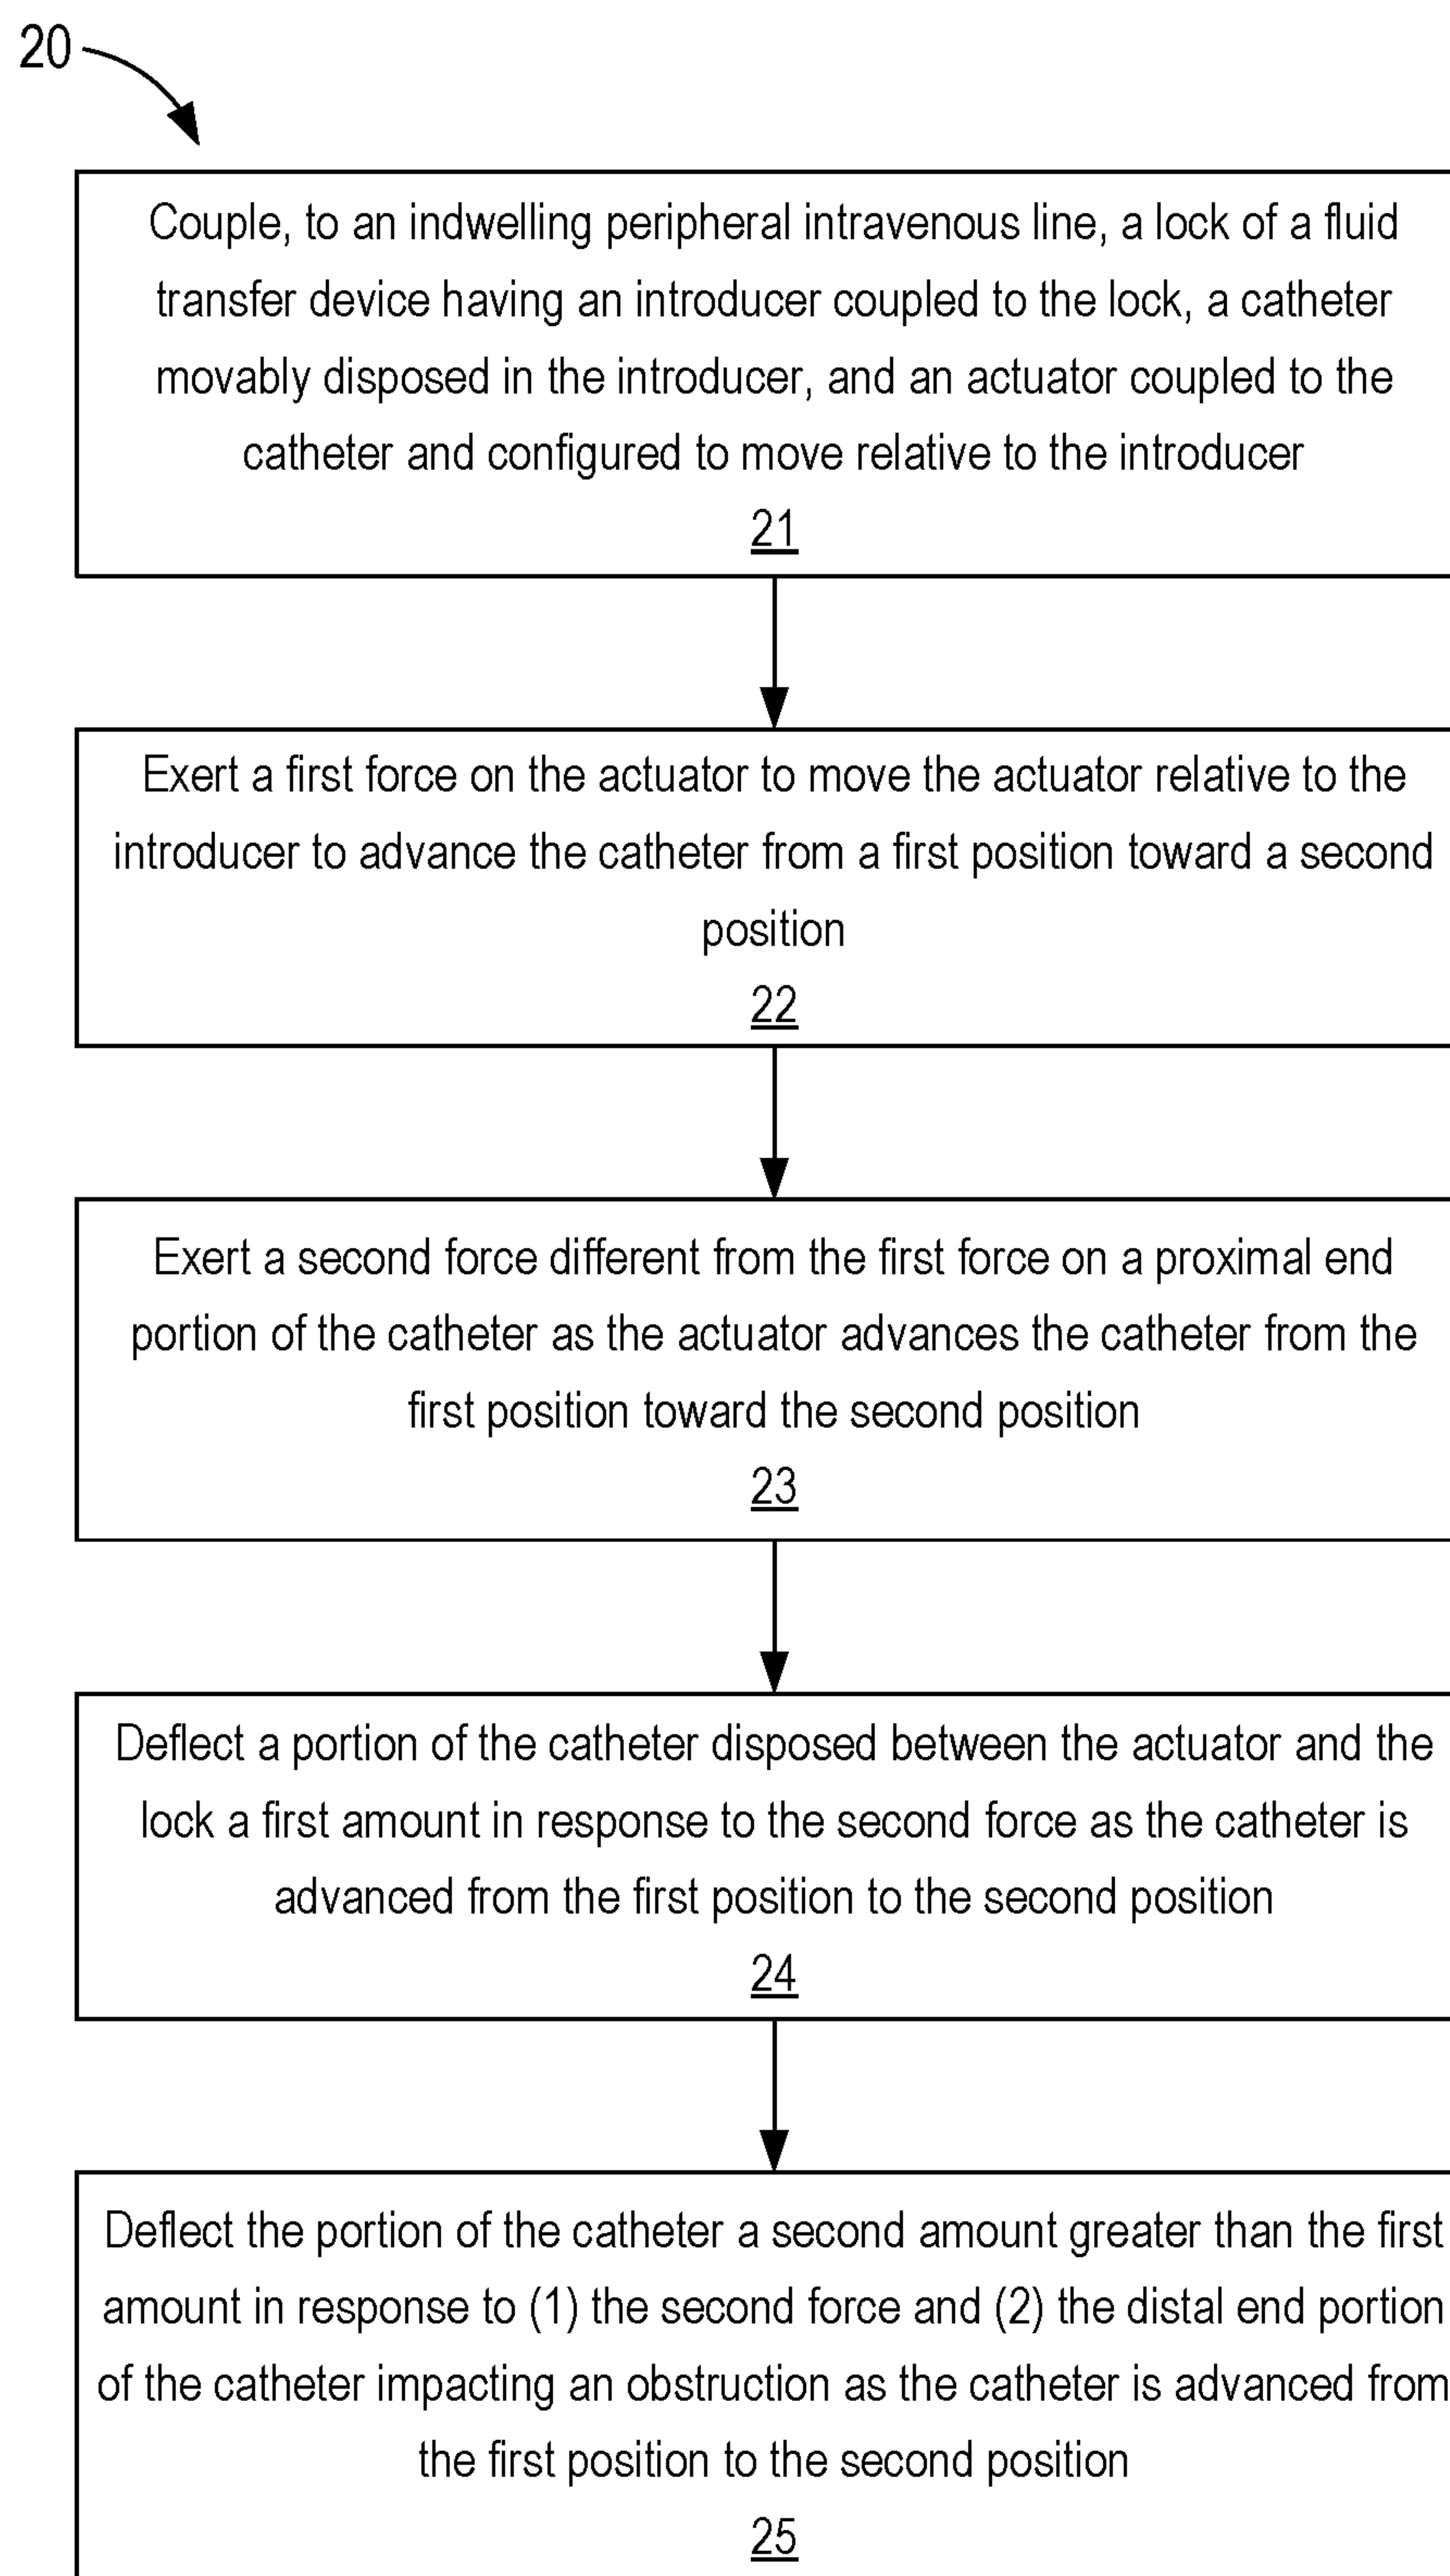 20
Couple, to an indwelling peripheral intravenous line, a lock of a fluid
transfer device having an introducer coupled to the lock, a catheter
movably disposed in the introducer, and an actuator coupled to the
catheter and configured to move relative to the introducer
21
Exert a first force on the actuator to move the actuator relative to the
introducer to advance the catheter from a first position toward a second
position
22
Exert a second force different from the first force on a proximal end
portion of the catheter as the actuator advances the catheter from the
first position toward the second position
23
Deflect a portion of the catheter disposed between the actuator and the
lock a first amount in response to the second force as the catheter is
advanced from the first position to the second position
24
Deflect the portion of the catheter a second amount greater than the first
amount in response to (1) the second force and (2) the distal end portion
of the catheter impacting an obstruction as the catheter is advanced from
the first position to the second position
25